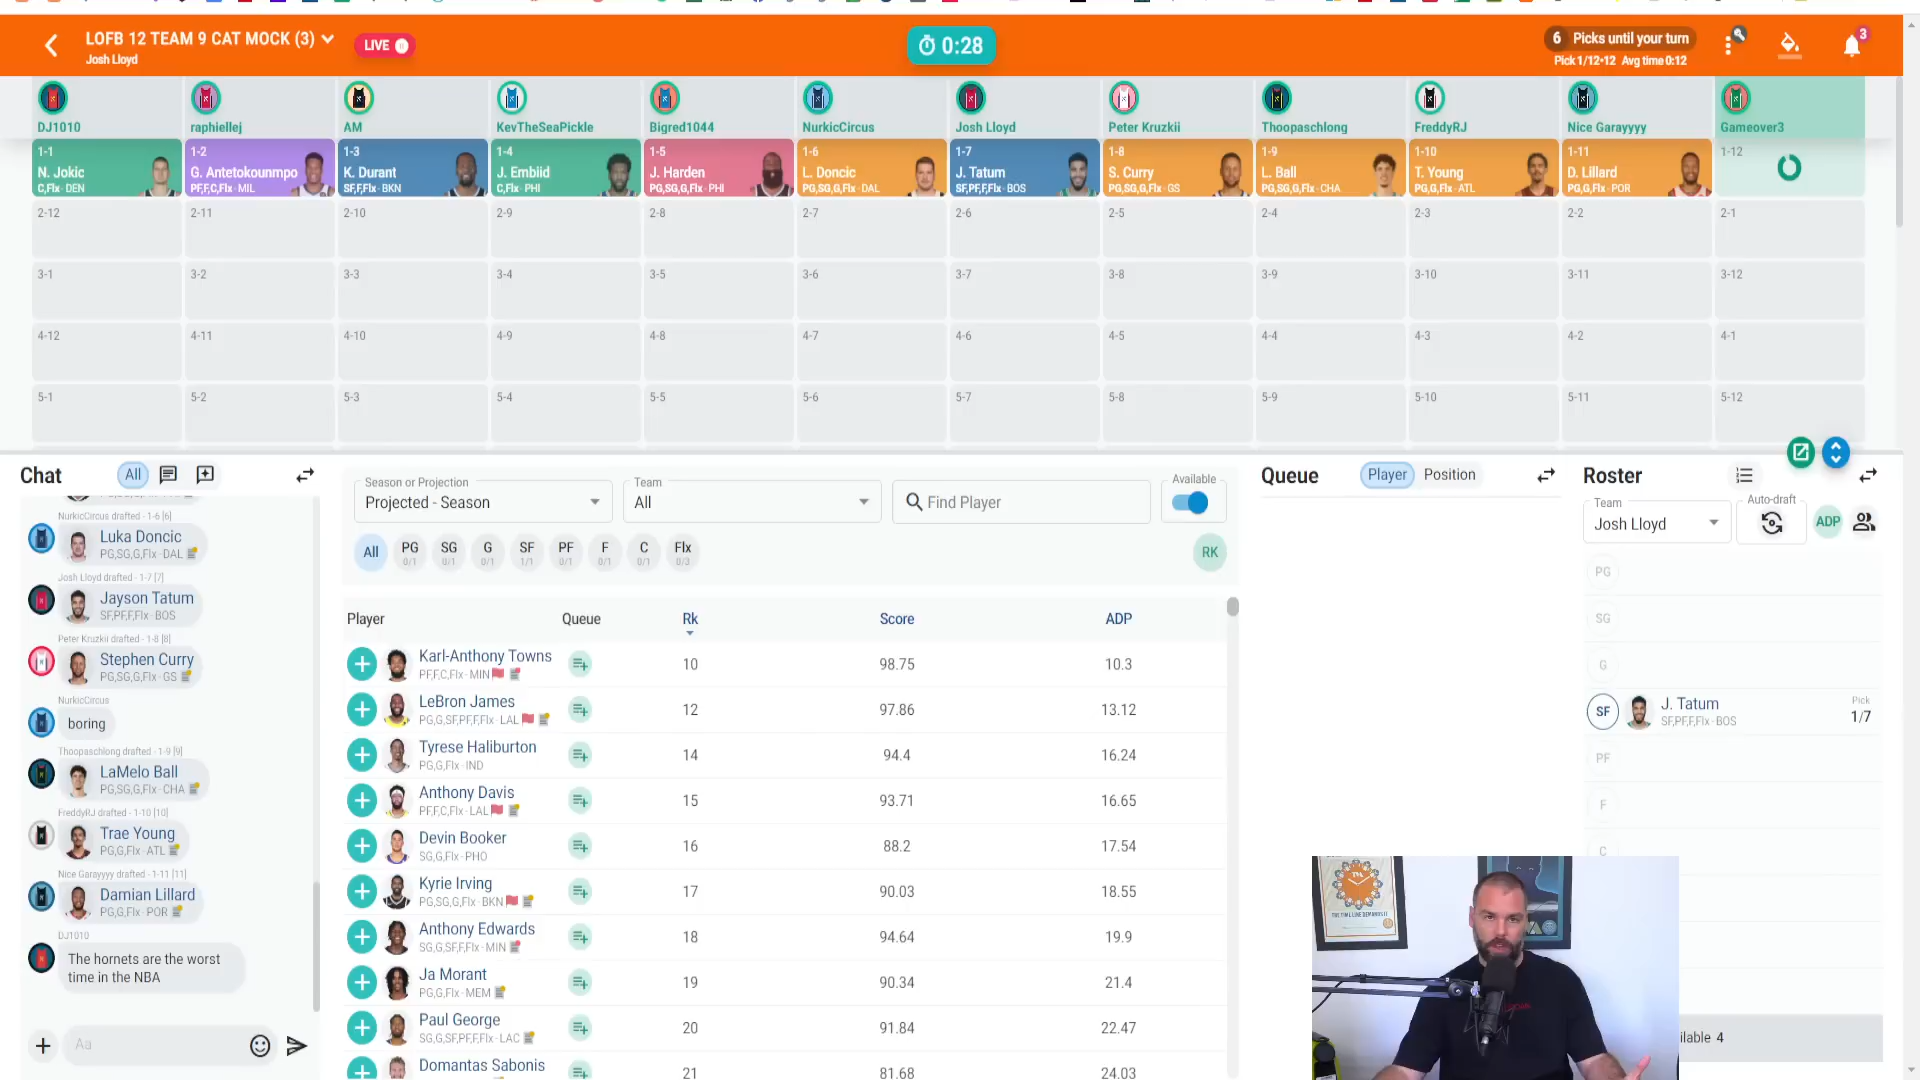 LOFB 12 TEAM 9 CAT MOCK (3)
Josh Lloyd
LIVE
0:28
6 Picks until your turn
Pick 1/12•12 Avg time 0:12
3
DJ1010
raphiellej
AM
KevTheSeaPickle
Bigred1044
NurkicCircus
Josh Lloyd
Peter Kruzkii
Thoopaschlong
FreddyRJ
Nice Garayyyy
Gameover3
1-1
N. Jokic
C,Flx · DEN
1-2
G. Antetokounmpo
PF,F,C,Flx · MIL
1-3
K. Durant
SF,F,Flx · BKN
1-4
J. Embiid
C,Flx · PHI
1-5
J. Harden
PG,SG,G,Flx · PHI
1-6
L. Doncic
PG,SG,G,Flx · DAL
1-7
J. Tatum
SF,PF,F,Flx · BOS
1-8
S. Curry
PG,SG,G,Flx · GS
1-9
L. Ball
PG,SG,G,Flx · CHA
1-10
T. Young
PG,G,Flx · ATL
1-11
D. Lillard
PG,G,Flx · POR
1-12
2-12 2-11 2-10 2-9 2-8 2-7 2-6 2-5 2-4 2-3 2-2 2-1
3-1 3-2 3-3 3-4 3-5 3-6 3-7 3-8 3-9 3-10 3-11 3-12
4-12 4-11 4-10 4-9 4-8 4-7 4-6 4-5 4-4 4-3 4-2 4-1
5-1 5-2 5-3 5-4 5-5 5-6 5-7 5-8 5-9 5-10 5-11 5-12
Chat
All
NurkicCircus drafted - 1-6 [6]
Luka Doncic
PG,SG,G,Flx · DAL
Josh Lloyd drafted - 1-7 [7]
Jayson Tatum
SF,PF,F,Flx · BOS
Peter Kruzkii drafted - 1-8 [8]
Stephen Curry
PG,SG,G,Flx · GS
NurkicCircus
boring
Thoopaschlong drafted - 1-9 [9]
LaMelo Ball
PG,SG,G,Flx · CHA
FreddyRJ drafted - 1-10 [10]
Trae Young
PG,G,Flx · ATL
Nice Garayyyy drafted - 1-11 [11]
Damian Lillard
PG,G,Flx · POR
DJ1010
The hornets are the worst
time in the NBA
Aa
Season or Projection
Projected - Season
Team
All
Find Player
Available
All
PG
0/1
SG
0/1
G
0/1
SF
1/1
PF
0/1
F
0/1
C
0/1
Flx
0/3
RK
Player Queue Rk Score ADP
Karl-Anthony Towns
PF,F,C,Flx · MIN
10 98.75 10.3
LeBron James
PG,G,SF,PF,F,Flx · LAL
12 97.86 13.12
Tyrese Haliburton
PG,G,Flx · IND
14 94.4 16.24
Anthony Davis
PF,F,C,Flx · LAL
15 93.71 16.65
Devin Booker
SG,G,Flx · PHO
16 88.2 17.54
Kyrie Irving
PG,SG,G,Flx · BKN
17 90.03 18.55
Anthony Edwards
SG,G,SF,F,Flx · MIN
18 94.64 19.9
Ja Morant
PG,G,Flx · MEM
19 90.34 21.4
Paul George
SG,G,SF,PF,F,Flx · LAC
20 91.84 22.47
Domantas Sabonis
21 81.68 24.03
Queue
Player
Position
Roster
Team
Josh Lloyd
Auto-draft
ADP
PG
SG
G
SF
J. Tatum
SF,PF,F,Flx · BOS
Pick
1/7
PF
F
C
ilable 4